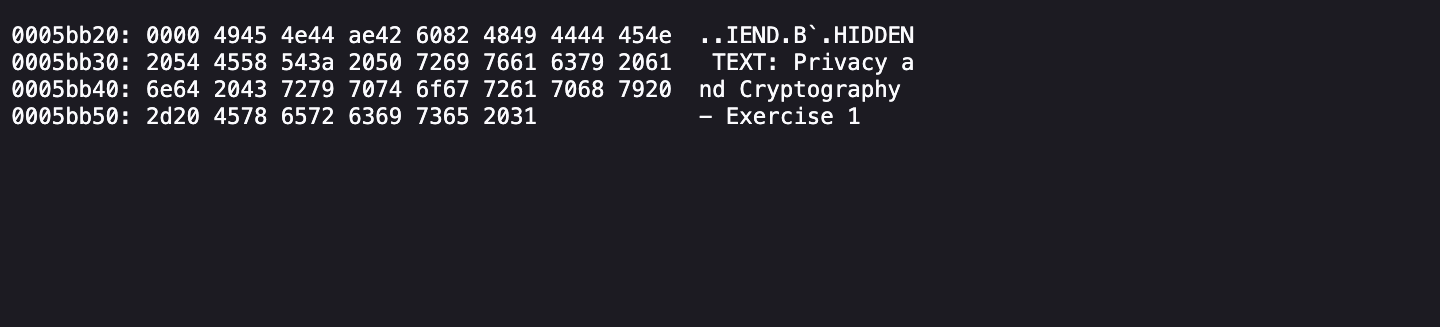 0005bb20: 0000 4945 4e44 ae42 6082 4849 4444 454e  ..IEND.B`.HIDDEN
0005bb30: 2054 4558 543a 2050 7269 7661 6379 2061   TEXT: Privacy a
0005bb40: 6e64 2043 7279 7074 6f67 7261 7068 7920  nd Cryptography
0005bb50: 2d20 4578 6572 6369 7365 2031            - Exercise 1